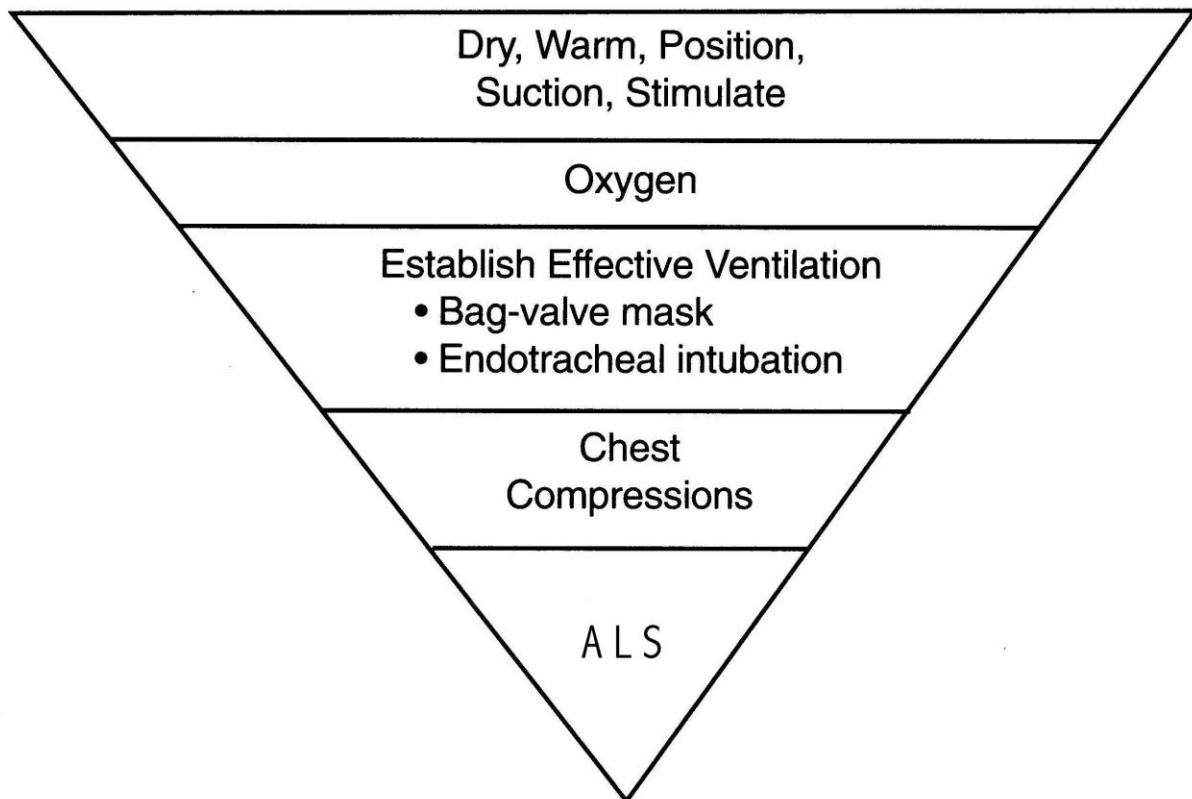 Dry, Warm, Position,
Suction, Stimulate
Oxygen
Establish Effective Ventilation
• Bag-valve mask
• Endotracheal intubation
Chest
Compressions
ALS